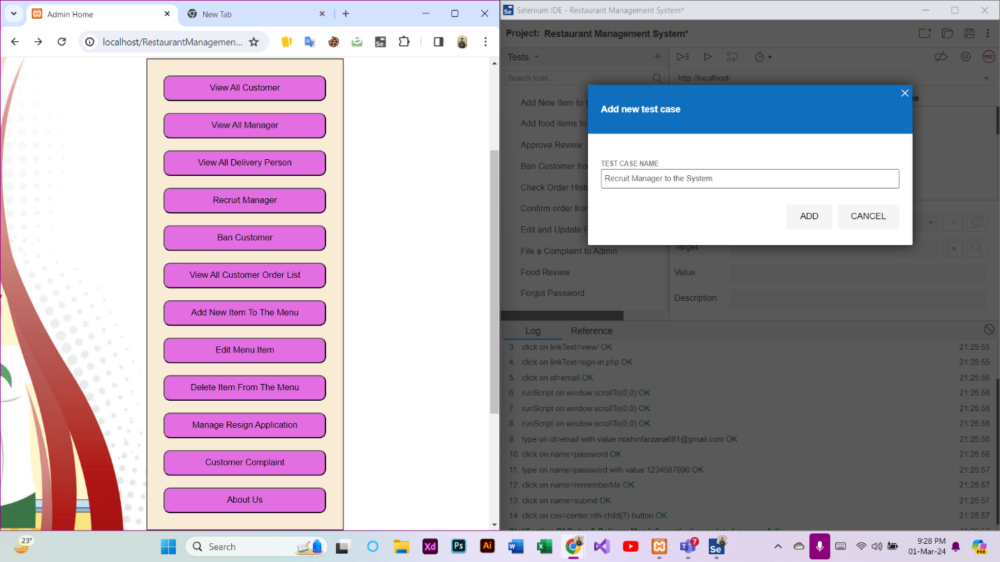 Admin Home
New Tab
localhost/RestaurantManagemen...
View All Customer
View All Manager
View All Delivery Person
Recruit Manager
Ban Customer
View All Customer Order List
Add New Item To The Menu
Edit Menu Item
Delete Item From The Menu
Manage Resign Application
Customer Complaint
About Us
Selenium IDE - Restaurant Management System*
Project: Restaurant Management System*
Tests
REC
Search tests...
http://localhost/
Add New Item to t
Add food items to
Approve Review
Ban Customer fro
Check Order Hist
Confirm order fro
Edit and Update F
File a Complaint to Admin
Food Review
Forgot Password
Add new test case
TEST CASE NAME
Recruit Manager to the System
ADD
CANCEL
Target
Value
Description
Log
Reference
3. click on linkText=view/ OK 21:25:55
4. click on linkText=sign-in.php OK 21:25:55
5. click on id=email OK 21:25:56
6. runScript on window.scrollTo(0,0) OK 21:25:56
7. runScript on window.scrollTo(0,0) OK 21:25:56
8. runScript on window.scrollTo(0,0) OK 21:25:56
9. type on id=email with value noshinfarzana681@gmail.com OK 21:25:56
10. click on name=password OK 21:25:56
11. type on name=password with value 1234567890 OK 21:25:57
12. click on name=rememberMe OK 21:25:57
13. click on name=submit OK 21:25:57
14. click on css=center:nth-child(7) button OK 21:25:57
23°
Search
Xd
Ps
Ai
7
Se
9:28 PM
01-Mar-24
PRE